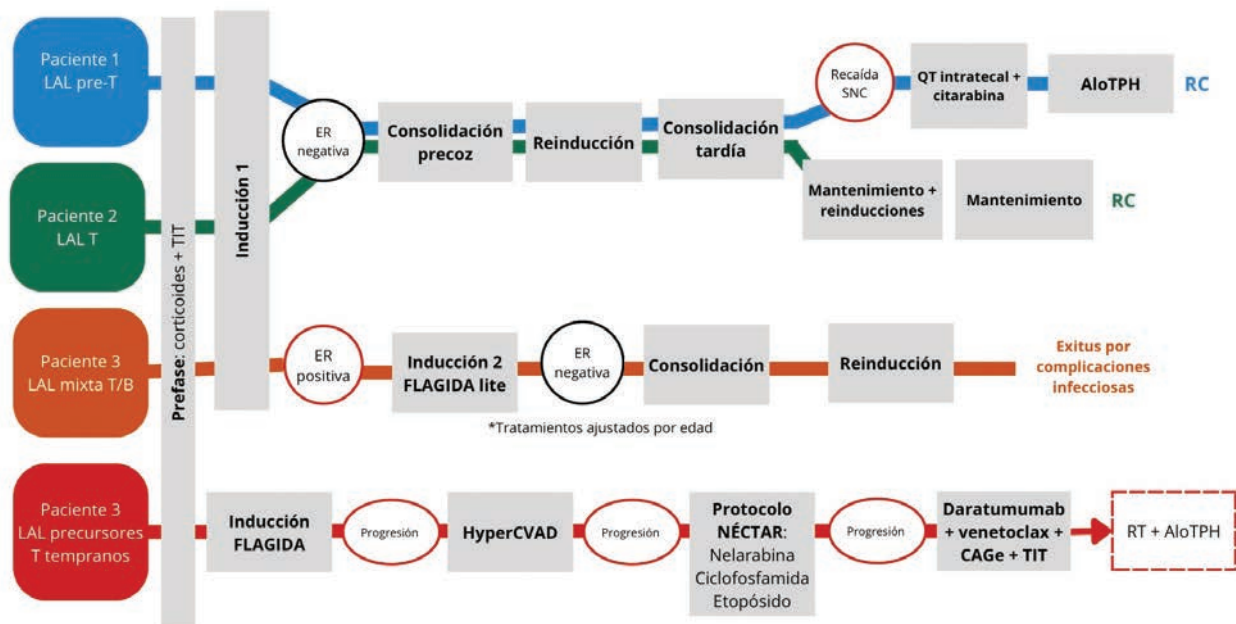 Paciente 1
LAL pre-T
Paciente 2
LAL T
Paciente 3
LAL mixta T/B
Paciente 3
LAL precursores
T tempranos
Prefase: corticoides + TIT
Inducción 1
ER
negativa
Consolidación
precoz
Reinducción
Consolidación
tardía
Recaída
SNC
QT intratecal +
citarabina
AloTPH
RC
Mantenimiento +
reinducciones
Mantenimiento
RC
ER
positiva
Inducción 2
FLAGIDA lite
ER
negativa
Consolidación
Reinducción
Exitus por
complicaciones
infecciosas
*Tratamientos ajustados por edad
Inducción
FLAGIDA
Progresión
HyperCVAD
Progresión
Protocolo
NÉCTAR:
Nelarabina
Ciclofosfamida
Etopósido
Progresión
Daratumumab
+ venetoclax +
CAGe + TIT
RT + AloTPH